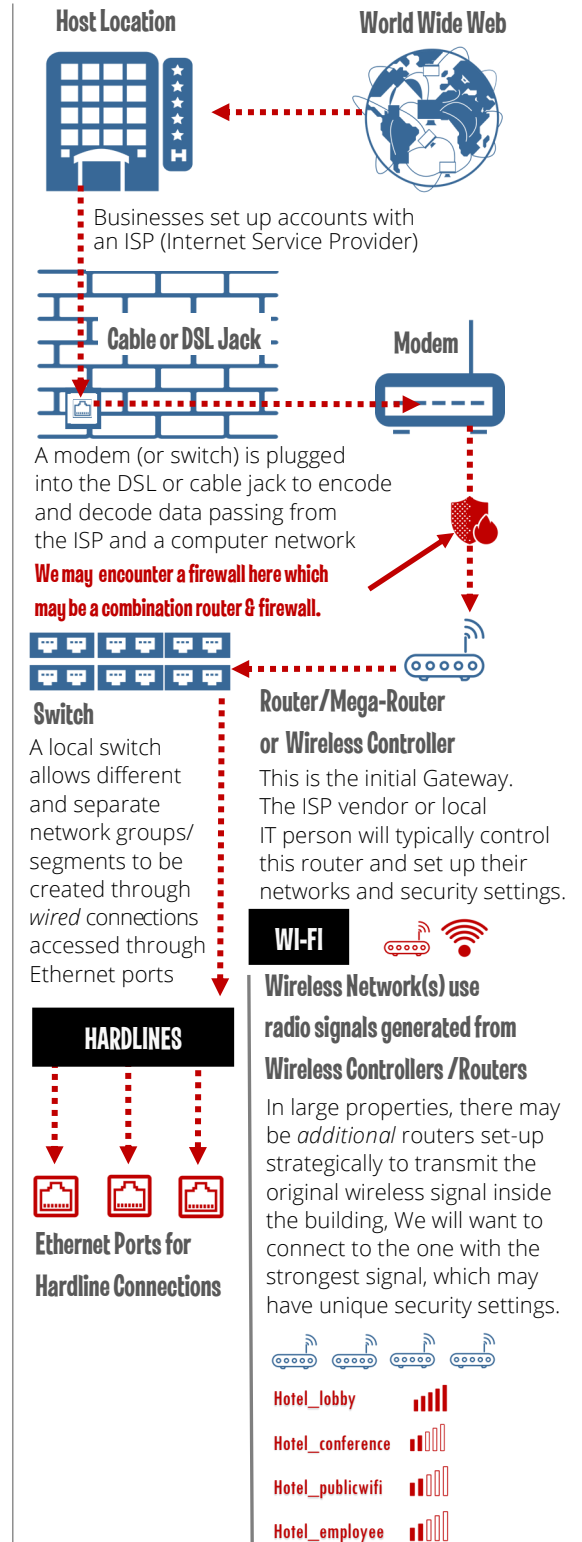 Host Location
World Wide Web
H
Businesses set up accounts with
an ISP (Internet Service Provider)
Cable or DSL Jack
Modem
A modem (or switch) is plugged
into the DSL or cable jack to encode
and decode data passing from
the ISP and a computer network
We may encounter a firewall here which
may be a combination router & firewall.
Switch
A local switch
allows different
and separate
network groups/
segments to be
created through
wired connections
accessed through
Ethernet ports
Router/Mega-Router
or Wireless Controller
This is the initial Gateway.
The ISP vendor or local
IT person will typically control
this router and set up their
networks and security settings.
HARDLINES
Ethernet Ports for
Hardline Connections
WI-FI
Wireless Network(s) use
radio signals generated from
Wireless Controllers /Routers
In large properties, there may
be additional routers set-up
strategically to transmit the
original wireless signal inside
the building, We will want to
connect to the one with the
strongest signal, which may
have unique security settings.
Hotel_lobby
Hotel_conference
Hotel_publicwifi
Hotel_employee